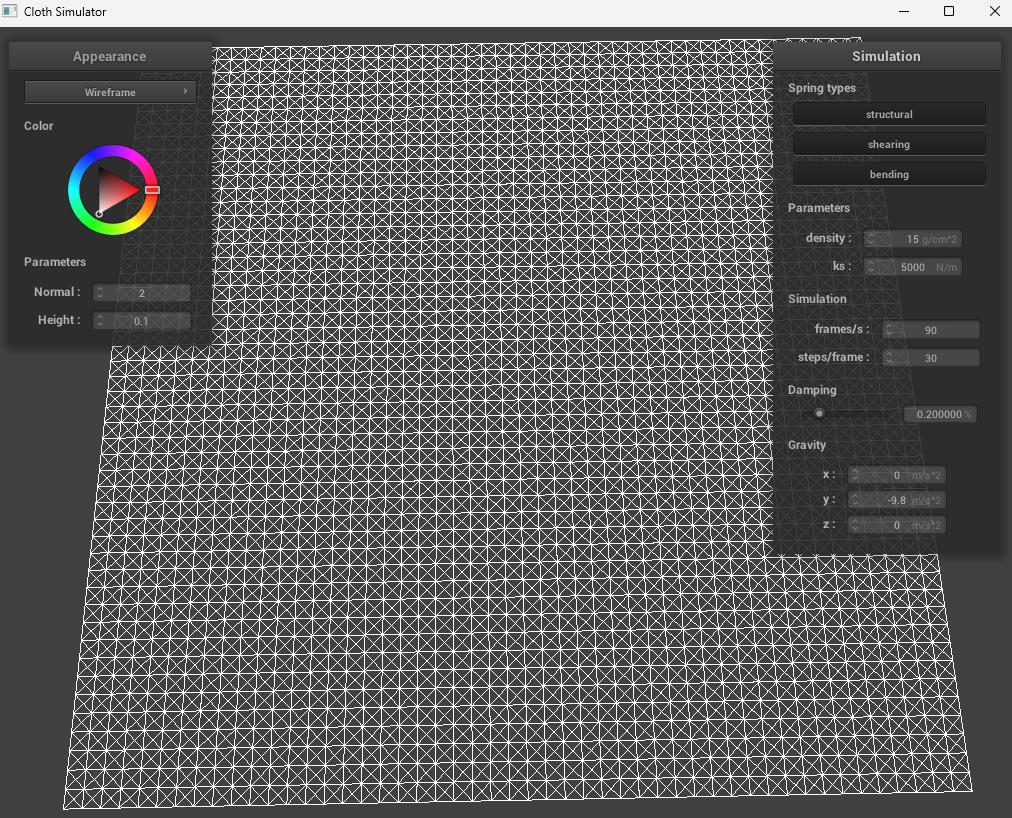 Cloth Simulator
Appearance
Wireframe
Color
Parameters
Normal : 2
Height : 0.1
Simulation
Spring types
structural
shearing
bending
Parameters
density : 15 g/cm^2
ks : 5000 N/m
Simulation
frames/s : 90
steps/frame : 30
Damping
0.200000 %
Gravity
x : 0 m/s^2
y : -9.8 m/s^2
z : 0 m/s^2